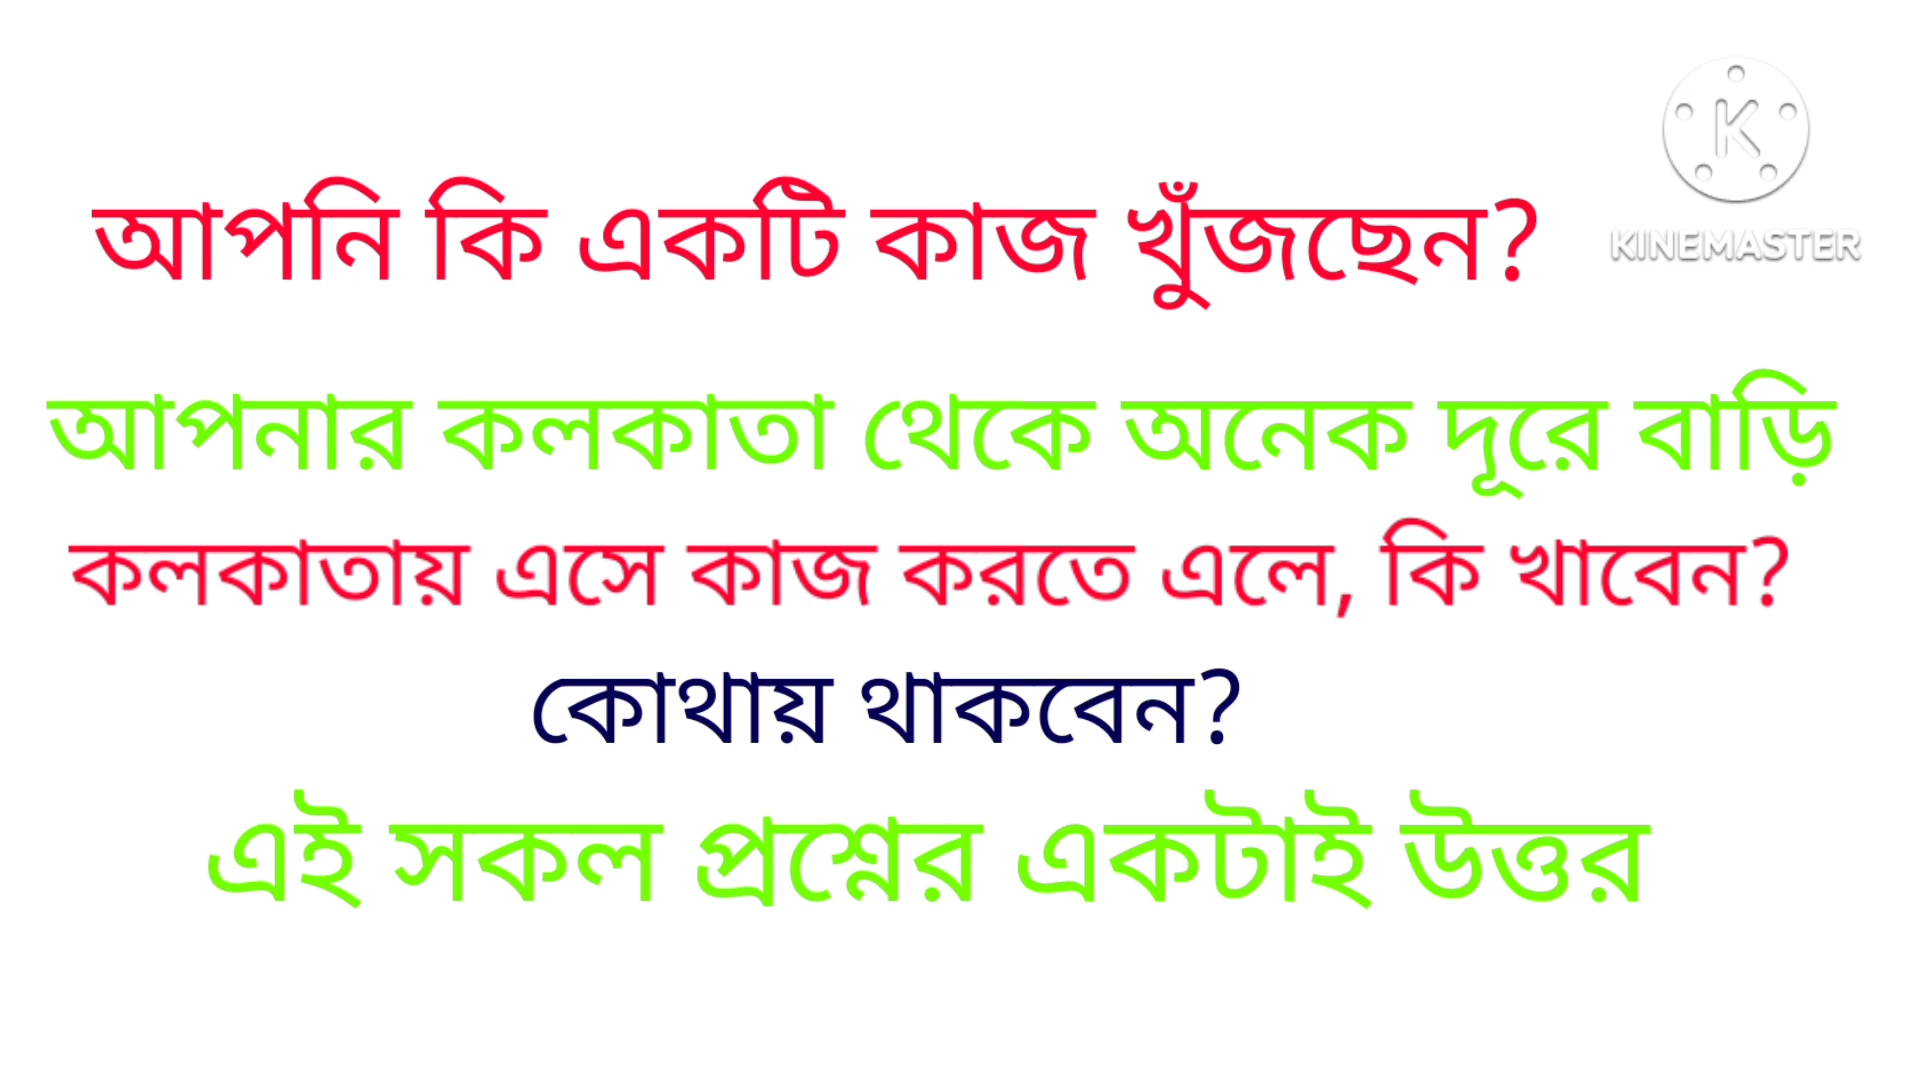 আপনি কি একটি কাজ খুঁজছেন?
K
KINEMASTER
আপনার কলকাতা থেকে অনেক দূরে বাড়ি
কলকাতায় এসে কাজ করতে এলে, কি খাবেন?
কোথায় থাকবেন?
এই সকল প্রশ্নের একটাই উত্তর